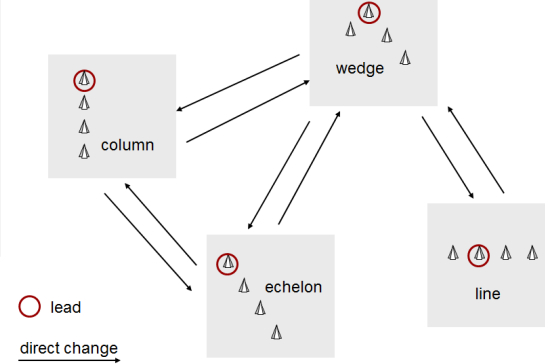 wedge
column
echelon
line
lead
direct change